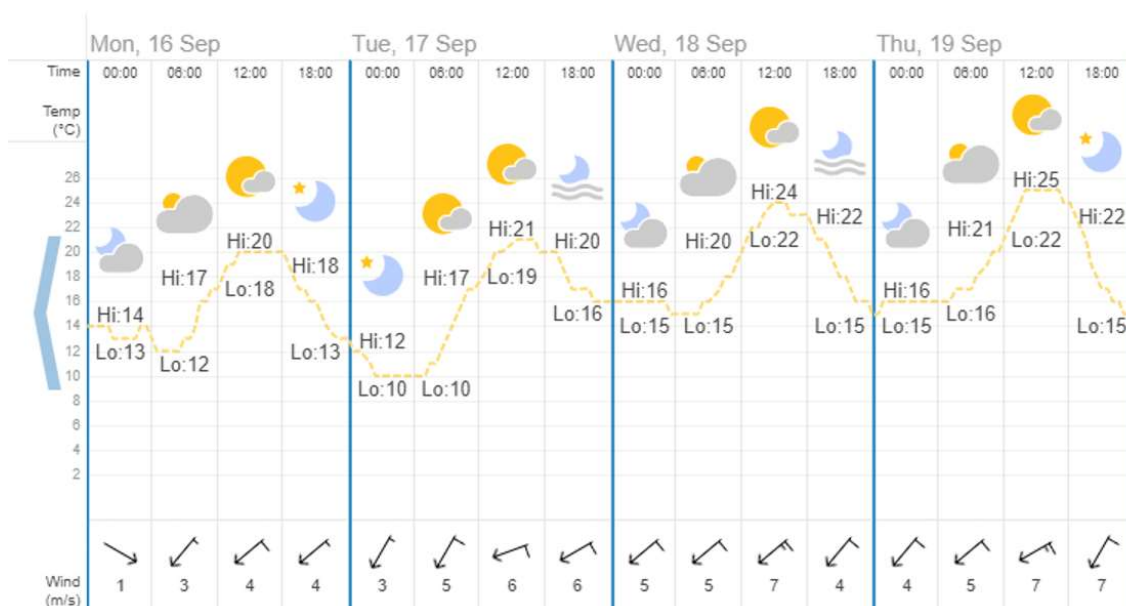 Mon, 16 Sep Tue, 17 Sep Wed, 18 Sep Thu, 19 Sep
Time 00:00 06:00 12:00 18:00 00:00 06:00 12:00 18:00 00:00 06:00 12:00 18:00 00:00 06:00 12:00 18:00
Temp
(°C)
26
24
22
20
18
16
14
12
10
8
6
4
2
Hi:14 Hi:17 Hi:20 Hi:18 Hi:12 Hi:17 Hi:21 Hi:20 Hi:16 Hi:20 Hi:24 Hi:22 Hi:16 Hi:21 Hi:25 Hi:22
Lo:13 Lo:12 Lo:18 Lo:13 Lo:10 Lo:10 Lo:19 Lo:16 Lo:15 Lo:15 Lo:22 Lo:15 Lo:15 Lo:16 Lo:22 Lo:15
Wind
(m/s)
1 3 4 4 3 5 6 6 5 5 7 4 4 5 7 7